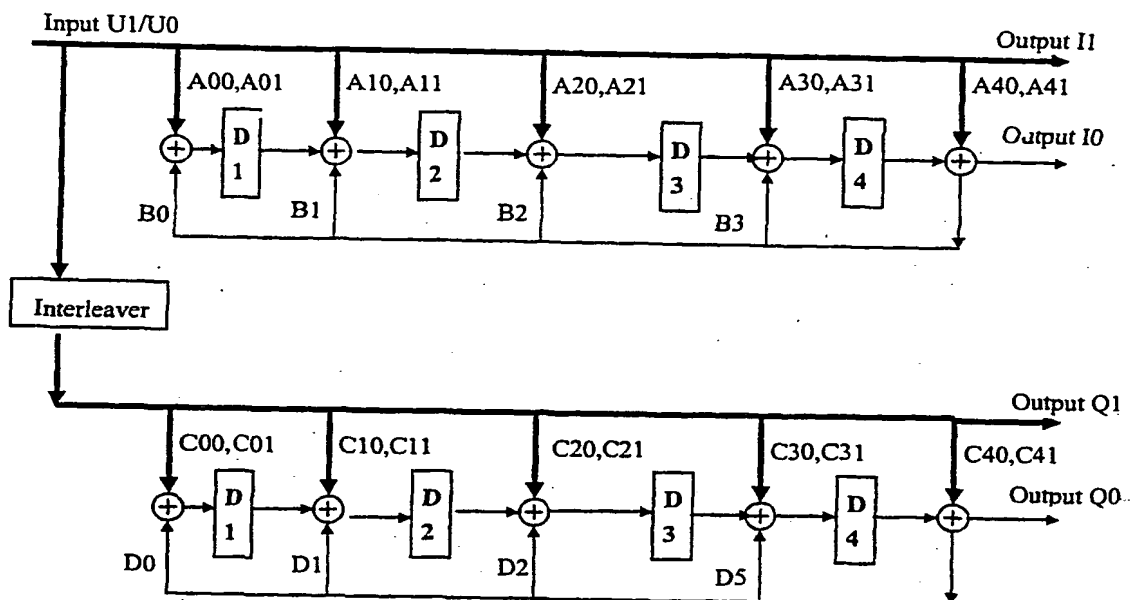 Input U1/U0
Output I1
A00,A01
A10,A11
A20,A21
A30,A31
A40,A41
Output I0
D
1
D
2
D
3
D
4
B0
B1
B2
B3
Interleaver
Output Q1
C00,C01
C10,C11
C20,C21
C30,C31
C40,C41
Output Q0
D
1
D
2
D
3
D
4
D0
D1
D2
D5